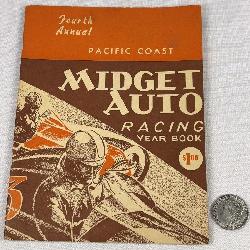 Fourth
Annual
PACIFIC COAST
MIDGET
AUTO
RACING
YEAR BOOK
$1.00